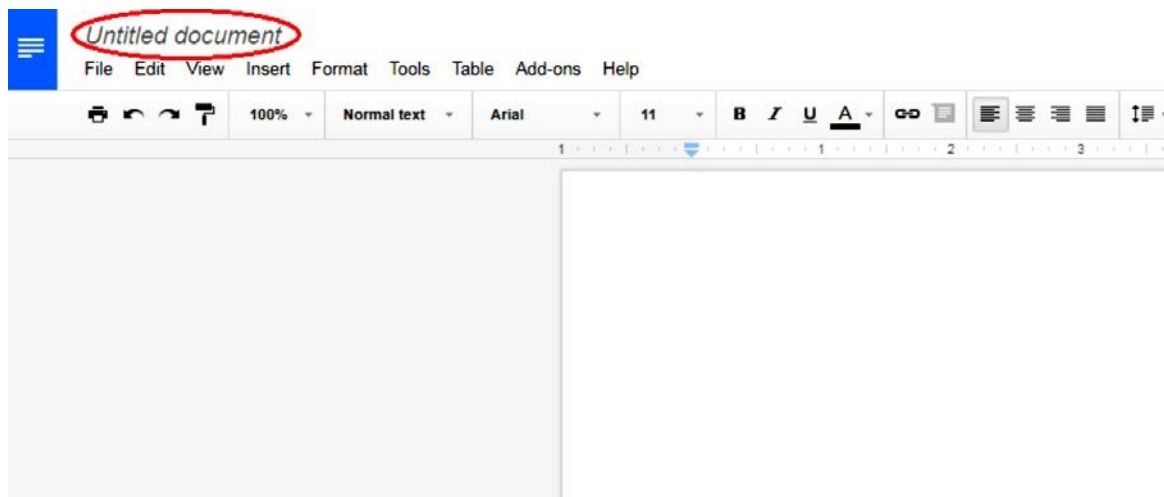 Untitled document
File Edit View Insert Format Tools Table Add-ons Help
100% Normal text Arial 11 B I U A
1 1 2 3